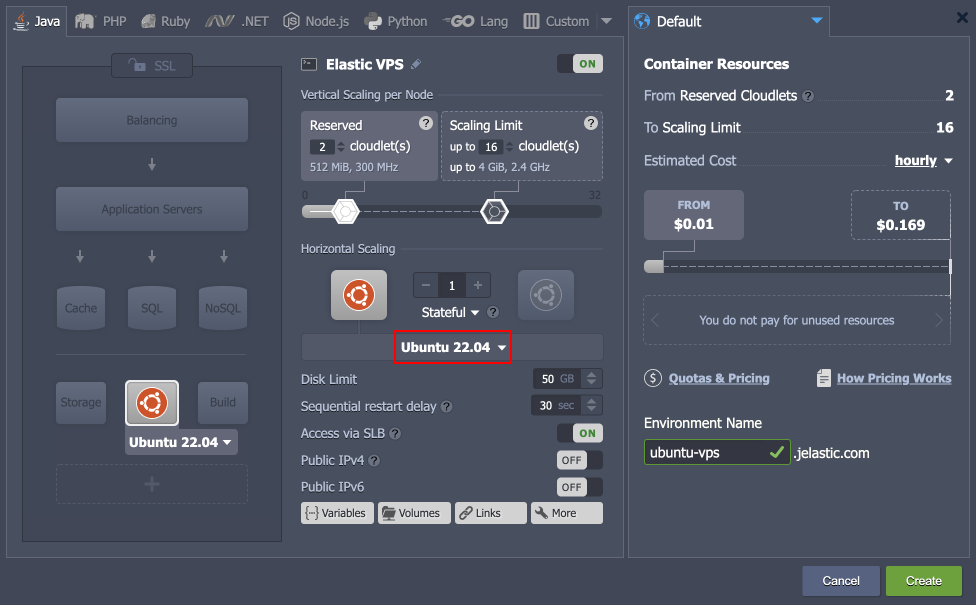 Java
PHP
Ruby
.NET
Node.js
Python
GO Lang
Custom
SSL
Balancing
Application Servers
Cache
SQL
NoSQL
Storage
Build
Ubuntu 22.04
Elastic VPS
ON
Vertical Scaling per Node
Reserved ?
2 cloudlet(s)
512 MiB, 300 MHz
Scaling Limit ?
up to 16 cloudlet(s)
up to 4 GiB, 2.4 GHz
0 32
Horizontal Scaling
1
Stateful ?
Ubuntu 22.04
Disk Limit 50 GB
Sequential restart delay ? 30 sec
Access via SLB ? ON
Public IPv4 ? OFF
Public IPv6 OFF
Variables
Volumes
Links
More
Default
Container Resources
From Reserved Cloudlets ? 2
To Scaling Limit 16
Estimated Cost hourly
FROM
$0.01
TO
$0.169
You do not pay for unused resources
$ Quotas & Pricing
How Pricing Works
Environment Name
ubuntu-vps .jelastic.com
Cancel
Create